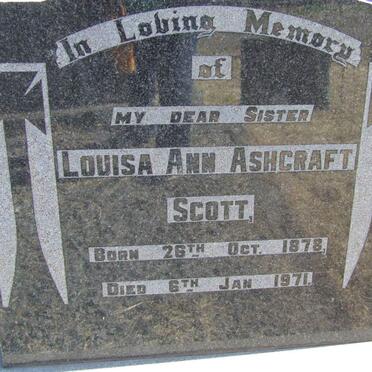 In Loving Memory
of
MY DEAR SISTER
LOUISA ANN ASHCRAFT
SCOTT,
BORN 26TH OCT. 1878,
DIED 6TH JAN 1971.